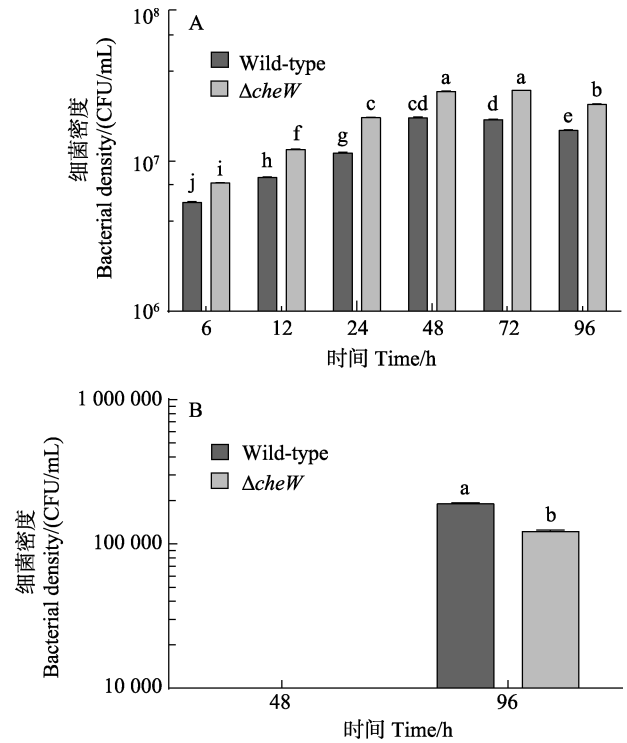 10⁸
A
Wild-type
ΔcheW
a
a
b
c
cd
d
e
f
g
h
i
j
10⁷
10⁶
细菌密度
Bacterial density/(CFU/mL)
6
12
24
48
72
96
时间 Time/h
1 000 000
B
Wild-type
ΔcheW
a
b
100 000
10 000
细菌密度
Bacterial density/(CFU/mL)
48
96
时间 Time/h